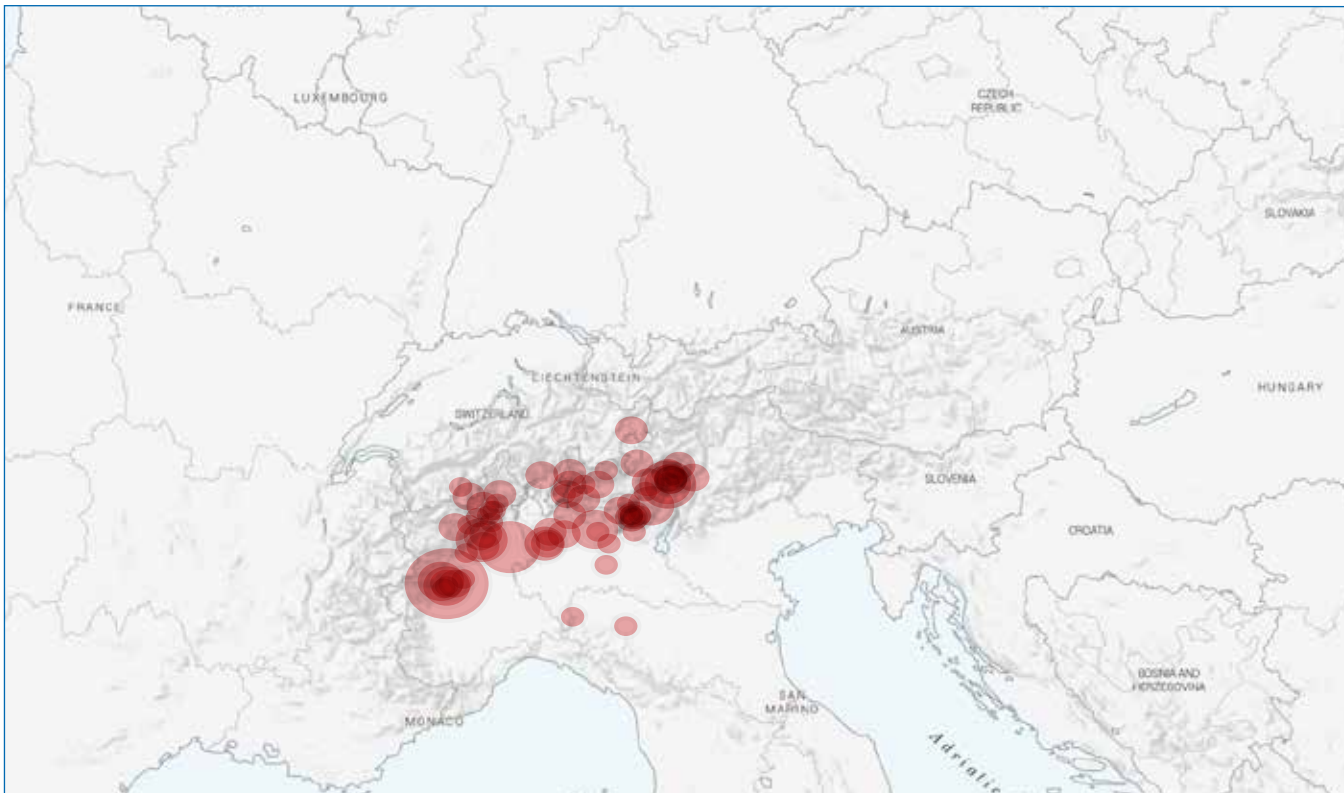 LUXEMBOURG
CZECH
REPUBLIC
SLOVAKIA
FRANCE
AUSTRIA
LIECHTENSTEIN
HUNGARY
SWITZERLAND
SLOVENIA
CROATIA
BOSNIA AND
HERZEGOVINA
SAN
MARINO
MONACO
Adriatic